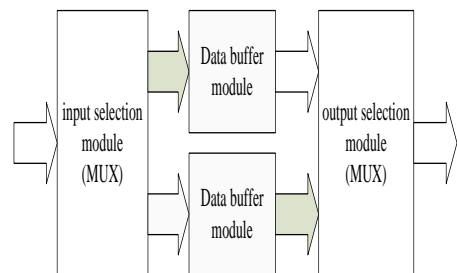 input selection
module
(MUX)
Data buffer
module
Data buffer
module
output selection
module
(MUX)